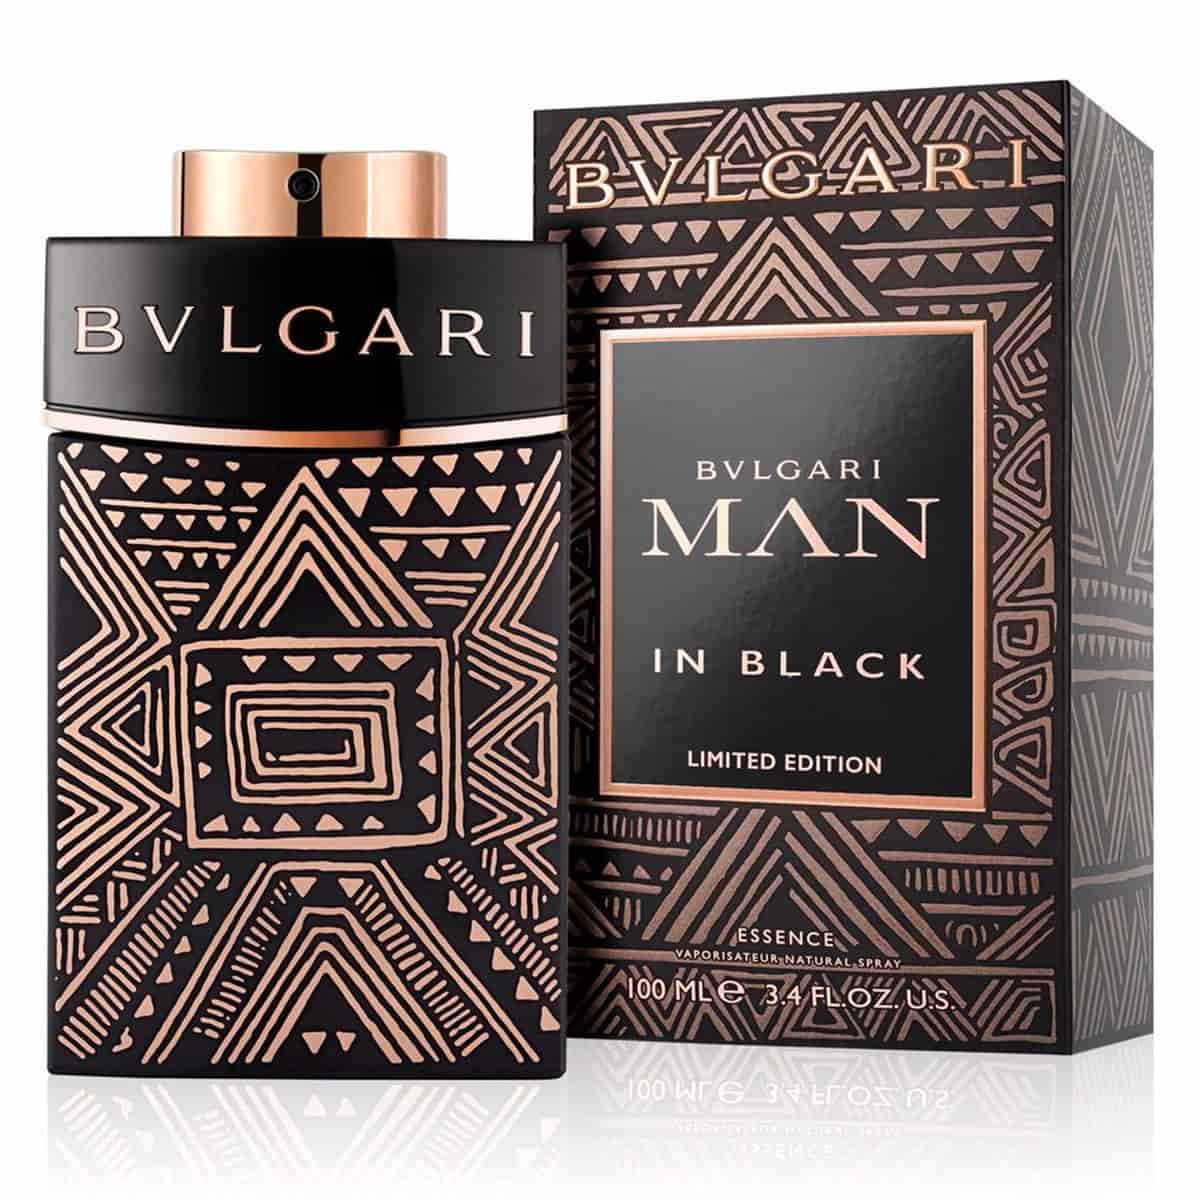 BVLGARI
BVLGARI
BVLGARI
MAN
IN BLACK
LIMITED EDITION
ESSENCE
VAPORISATEUR NATURAL SPRAY
100 ML ℮ 3.4 FL.OZ. U.S.